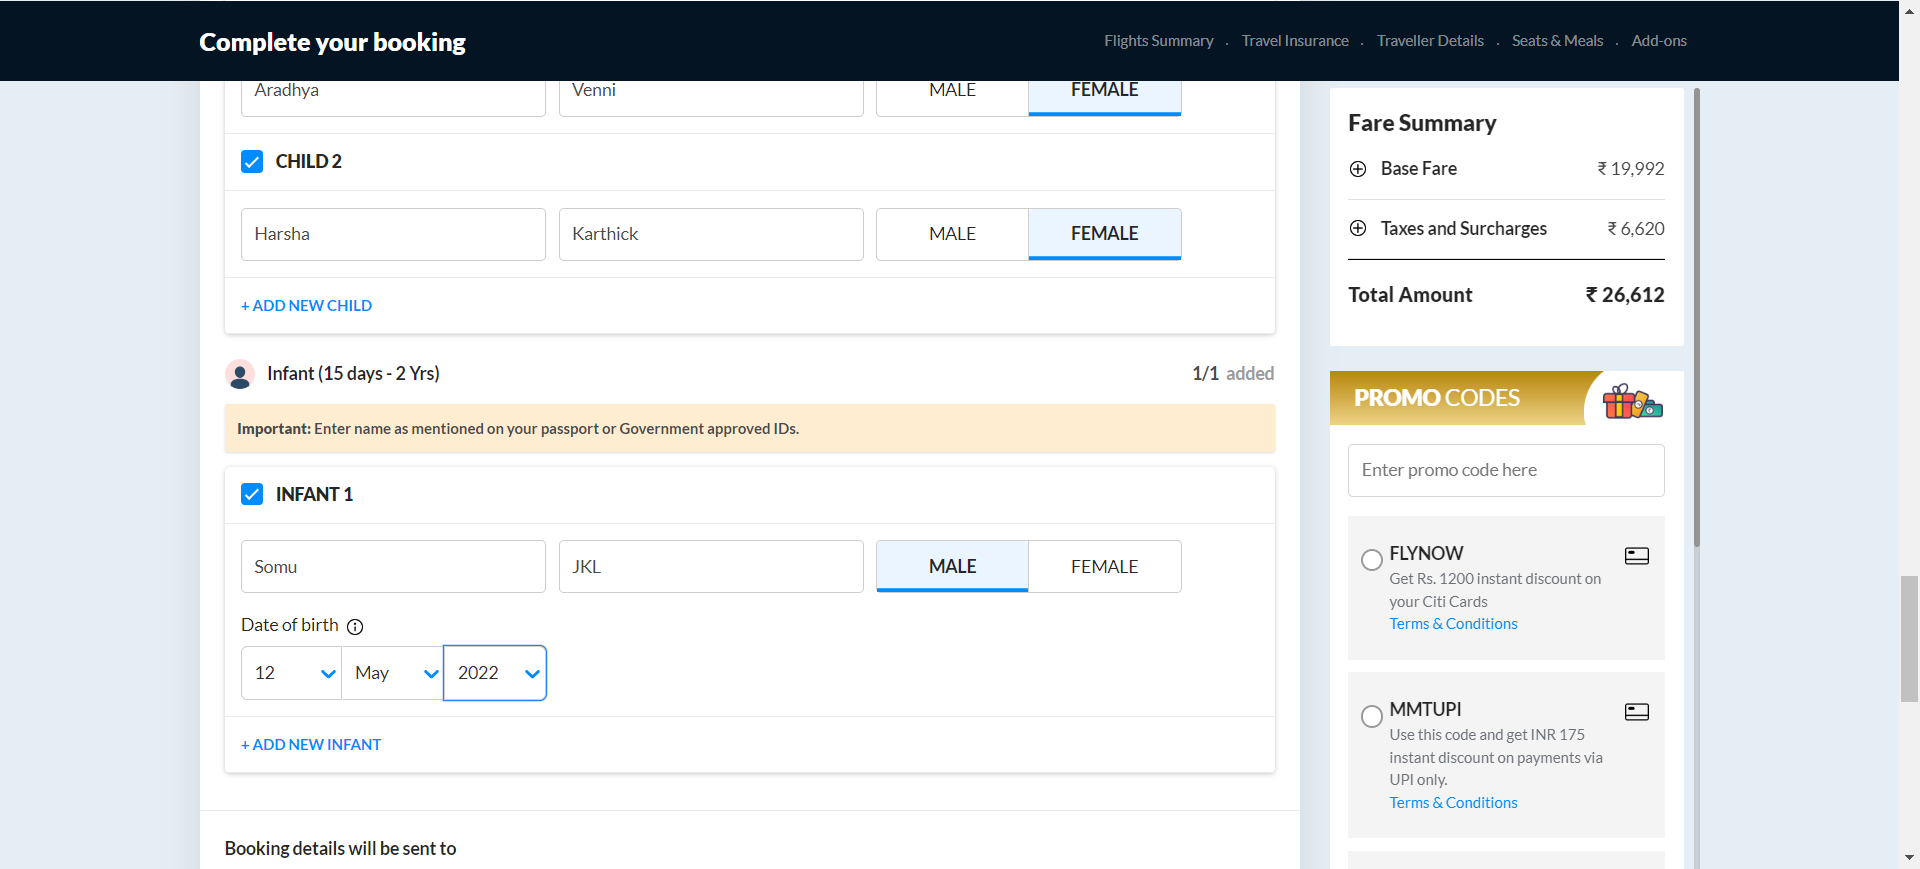 Complete your booking
Flights Summary . Travel Insurance . Traveller Details . Seats & Meals . Add-ons
Aradhya Venni MALE FEMALE
CHILD 2
Harsha Karthick MALE FEMALE
+ ADD NEW CHILD
Infant (15 days - 2 Yrs) 1/1 added
Important: Enter name as mentioned on your passport or Government approved IDs.
INFANT 1
Somu JKL MALE FEMALE
Date of birth
12 May 2022
+ ADD NEW INFANT
Booking details will be sent to
Fare Summary
Base Fare ₹ 19,992
Taxes and Surcharges ₹ 6,620
Total Amount ₹ 26,612
PROMO CODES
Enter promo code here
FLYNOW
Get Rs. 1200 instant discount on
your Citi Cards
Terms & Conditions
MMTUPI
Use this code and get INR 175
instant discount on payments via
UPI only.
Terms & Conditions